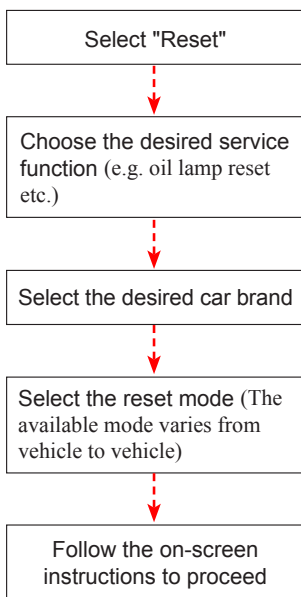 Select "Reset"
Choose the desired service
function (e.g. oil lamp reset
etc.)
Select the desired car brand
Select the reset mode (The
available mode varies from
vehicle to vehicle)
Follow the on-screen
instructions to proceed